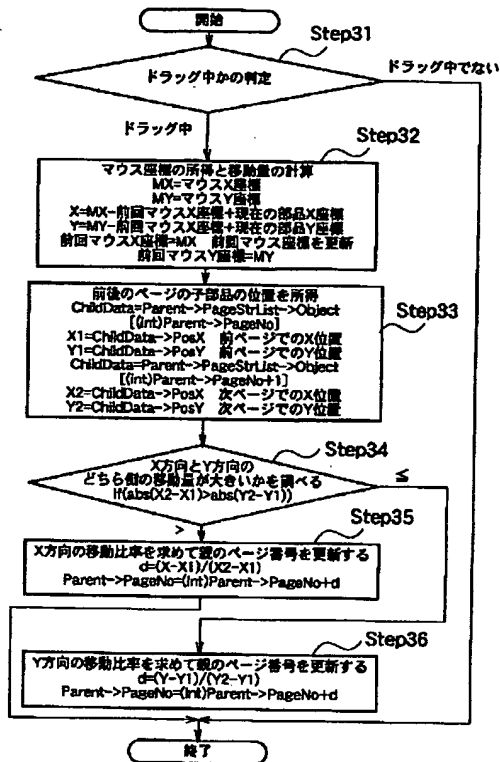 開始
Step31
ドラッグ中かの判定
ドラッグ中でない
ドラッグ中
Step32
マウス座標の所得と移動量の計算
MX=マウスX座標
MY=マウスY座標
X=MX-前回マウスX座標+現在の部品X座標
Y=MY-前回マウスX座標+現在の部品Y座標
前回マウスX座標=MX 前回マウス座標を更新
前回マウスY座標=MY
Step33
前後のページの子部品の位置を所得
ChildData=Parent->PageStrList->Object
[(int)Parent->PageNo]
X1=ChildData->PosX 前ページでのX位置
Y1=ChildData->PosY 前ページでのY位置
ChildData=Parent->PageStrList->Object
[(int)Parent->PageNo+1]
X2=ChildData->PosX 次ページでのX位置
Y2=ChildData->PosY 次ページでのY位置
Step34
X方向とY方向の
どちら側の移動量が大きいかを調べる
if(abs(X2-X1)>abs(Y2-Y1))
≦
>
Step35
X方向の移動比率を求めて親のページ番号を更新する
d=(X-X1)/(X2-X1)
Parent->PageNo=(int)Parent->PageNo+d
Step36
Y方向の移動比率を求めて親のページ番号を更新する
d=(Y-Y1)/(Y2-Y1)
Parent->PageNo=(int)Parent->PageNo+d
終了